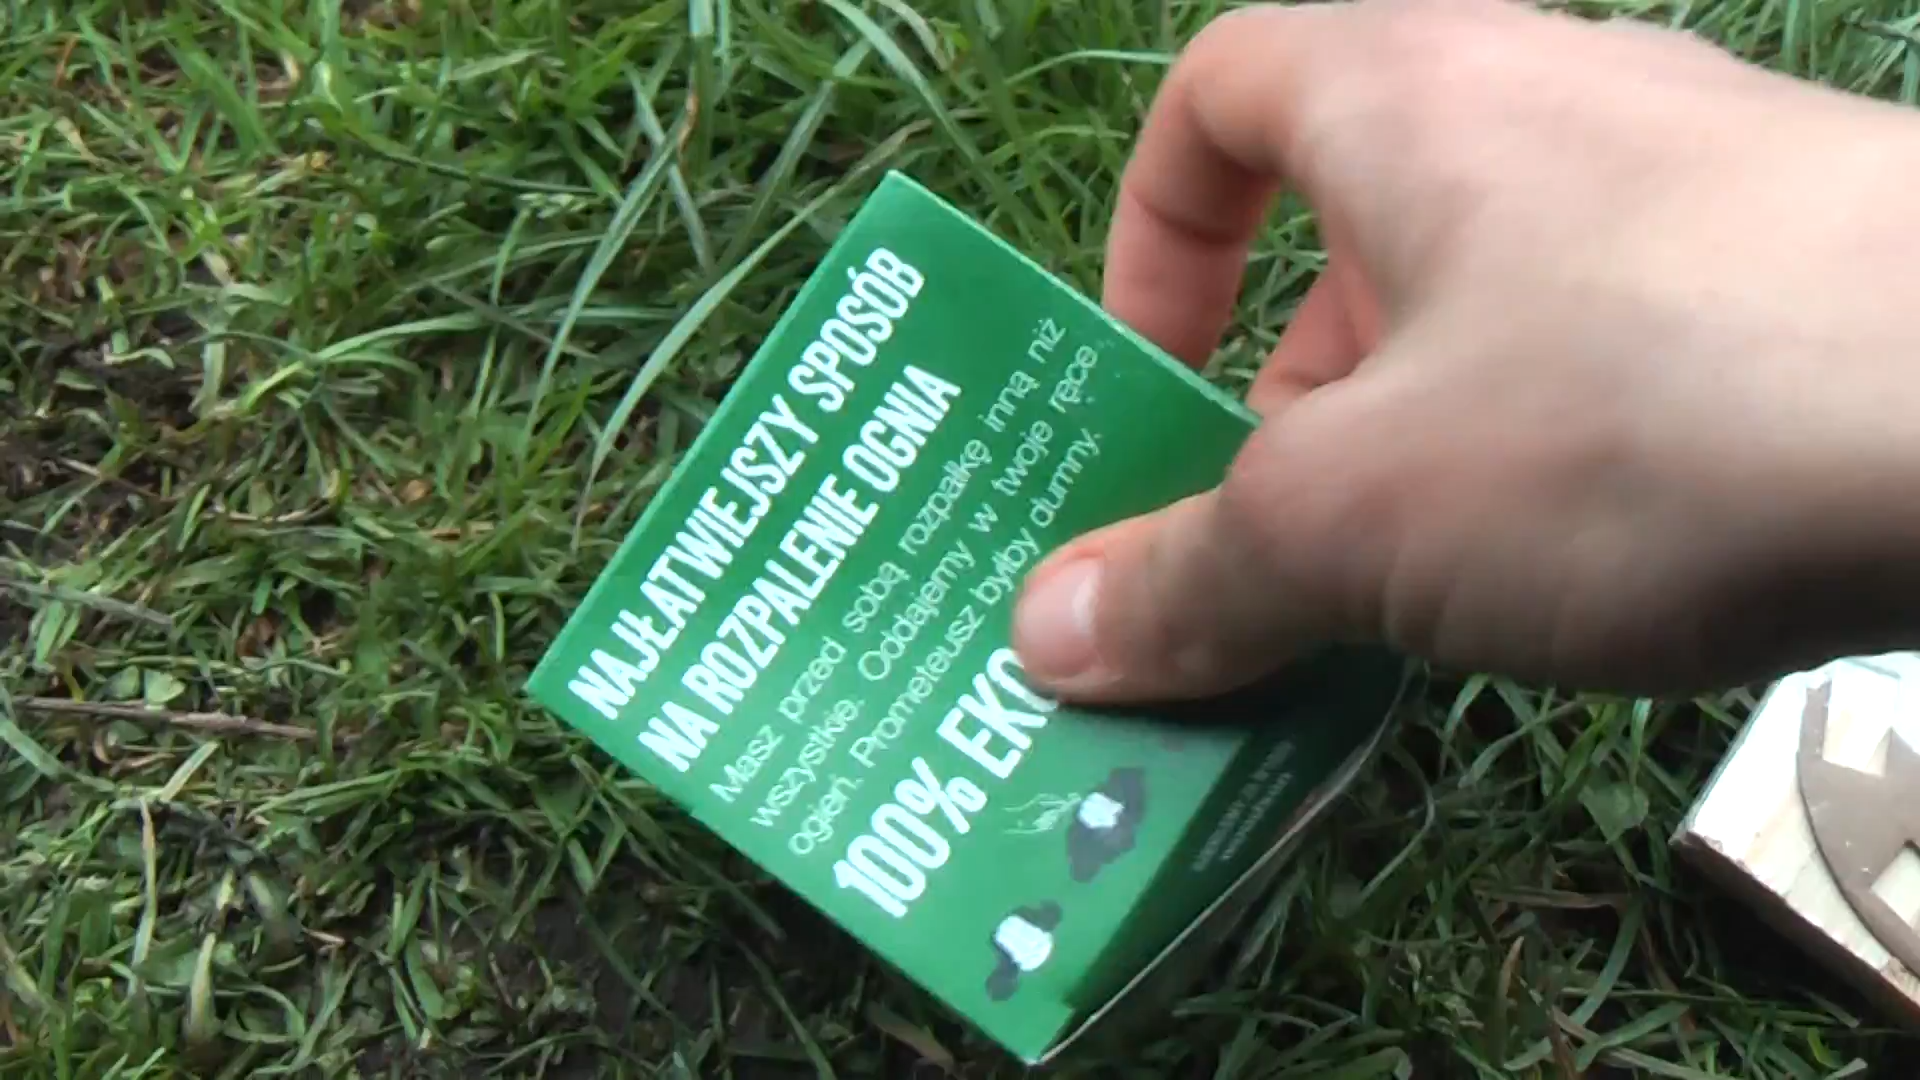 NAJŁATWIEJSZY SPOSÓB
NA ROZPALENIE OGNIA
Masz przed sobą rozpałkę inną niż
wszystkie. Oddajemy w twoje ręce
ogień. Prometeusz byłby dumny.
100% EKO